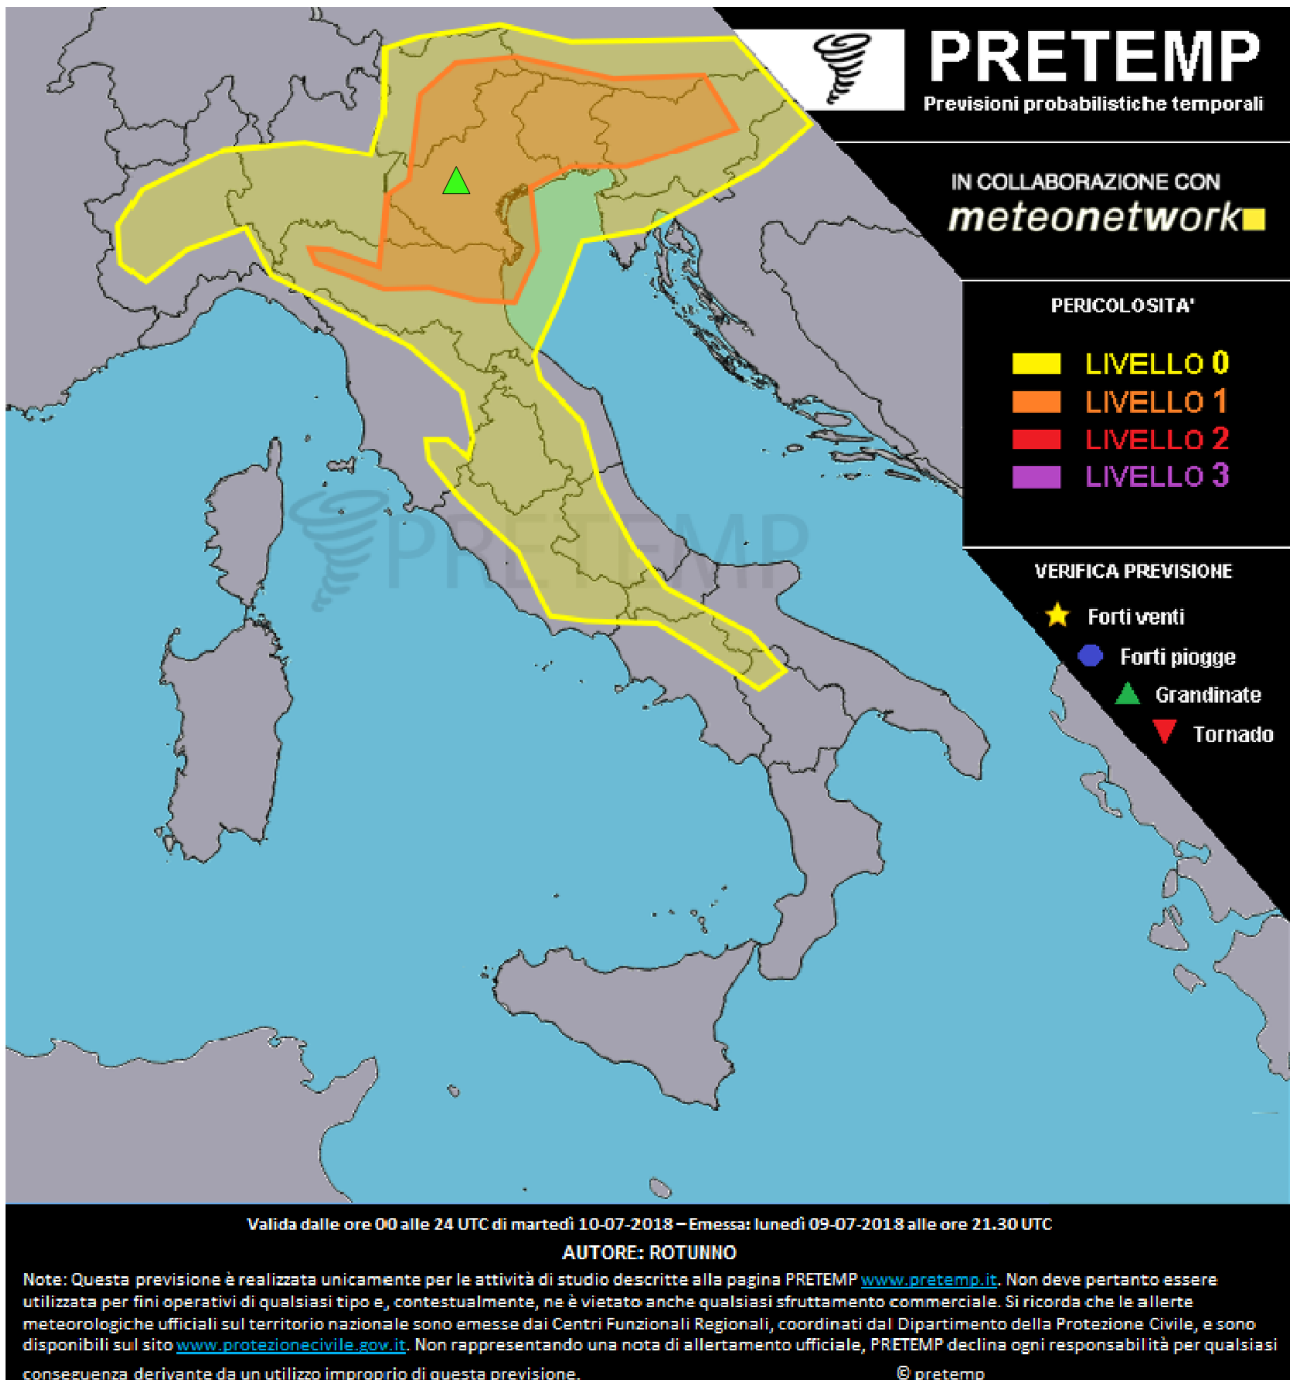 PRETEMP
Previsioni probabilistiche temporali
IN COLLABORAZIONE CON
meteonetwork
PERICOLOSITA'
LIVELLO 0
LIVELLO 1
LIVELLO 2
LIVELLO 3
PRETEMP
VERIFICA PREVISIONE
Forti venti
Forti piogge
Grandinate
Tornado
Valida dalle ore 00 alle 24 UTC di martedì 10-07-2018 – Emessa: lunedì 09-07-2018 alle ore 21.30 UTC
AUTORE: ROTUNNO
Note: Questa previsione è realizzata unicamente per le attività di studio descritte alla pagina PRETEMP www.pretemp.it. Non deve pertanto essere
utilizzata per fini operativi di qualsiasi tipo e, contestualmente, ne è vietato anche qualsiasi sfruttamento commerciale. Si ricorda che le allerte
meteorologiche ufficiali sul territorio nazionale sono emesse dai Centri Funzionali Regionali, coordinati dal Dipartimento della Protezione Civile, e sono
disponibili sul sito www.protezionecivile.gov.it. Non rappresentando una nota di allertamento ufficiale, PRETEMP declina ogni responsabilità per qualsiasi
conseguenza derivante da un utilizzo improprio di questa previsione. © pretemp